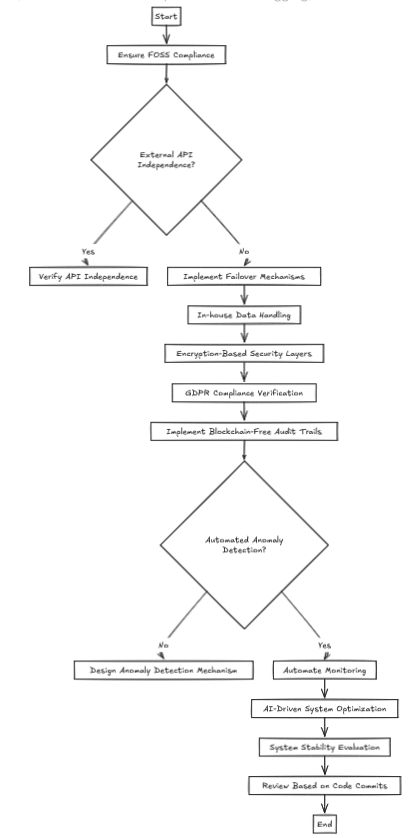 Start
Ensure FOSS Compliance
External API
Independence?
Yes
No
Verify API Independence
Implement Failover Mechanisms
In-house Data Handling
Encryption-Based Security Layers
GDPR Compliance Verification
Implement Blockchain-Free Audit Trails
Automated Anomaly
Detection?
No
Yes
Design Anomaly Detection Mechanism
Automate Monitoring
AI-Driven System Optimization
System Stability Evaluation
Review Based on Code Commits
End